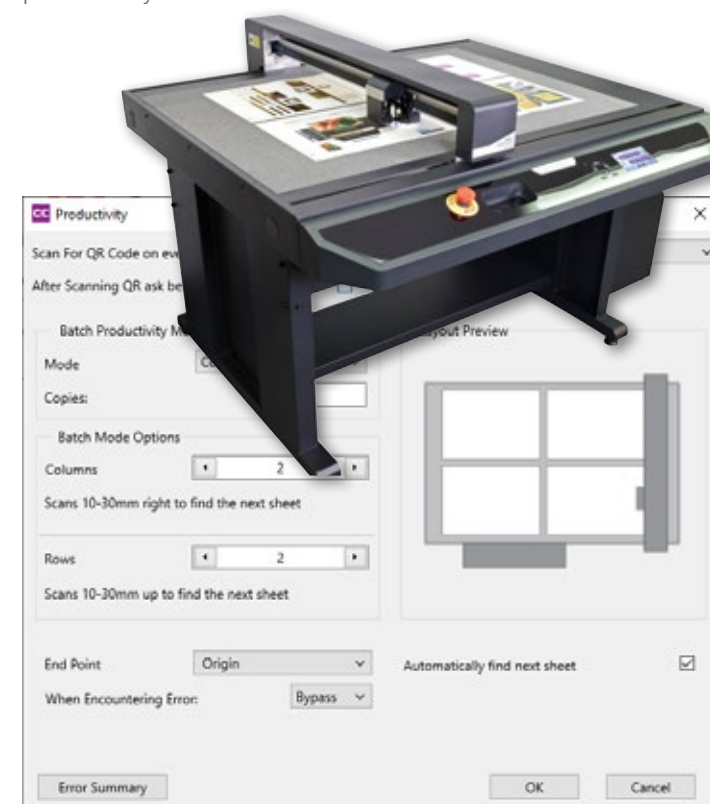 CC Productivity
Scan For QR Code on
After Scanning QR ask
Batch Productivity
Layout Preview
Mode
Copies:
Batch Mode Options
Columns 2
Scans 10-30mm right to find the next sheet
Rows 2
Scans 10-30mm up to find the next sheet
End Point Origin
Automatically find next sheet
When Encountering Error: Bypass
Error Summary
OK Cancel